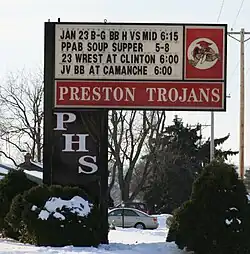 JAN 23 B-G BB H VS MID 6:15
PPAB SOUP SUPPER 5-8
23 WREST AT CLINTON 6:00
JV BB AT CAMANCHE 6:00
PRESTON TROJANS
PHS